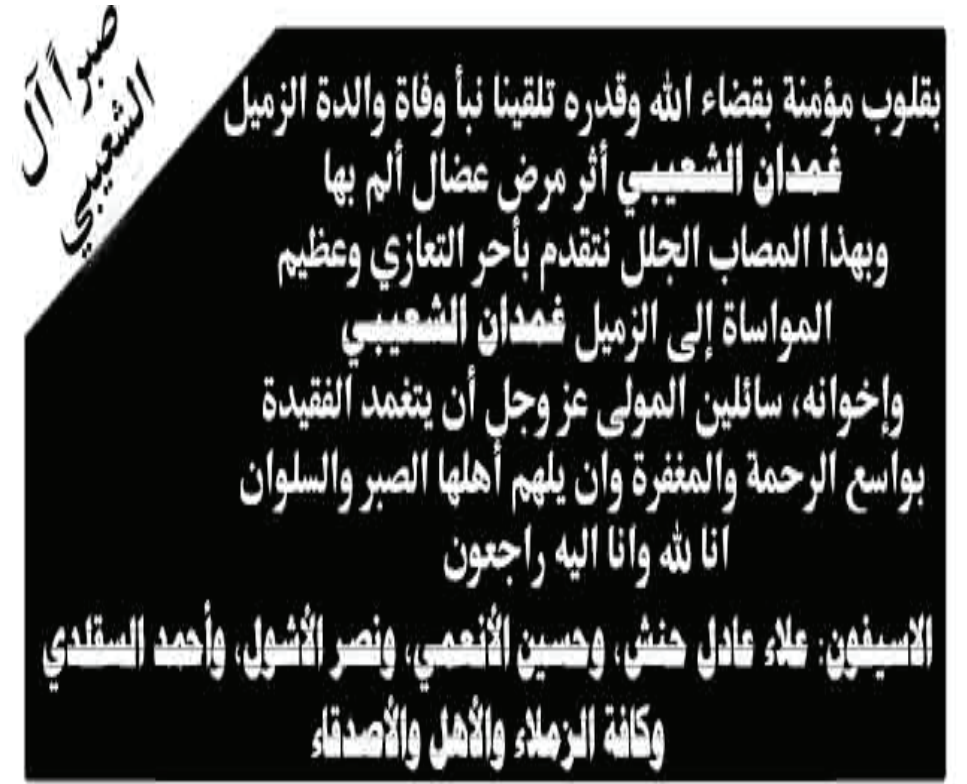 صبراً آل
الشعيبي
بقلوب مؤمنة بقضاء الله وقدره تلقينا نبأ وفاة والدة الزميل
غمدان الشعيبي أثر مرض عضال ألم بها
وبهذا المصاب الجلل نتقدم بأحر التعازي وعظيم
المواساة إلى الزميل غمدان الشعيبي
وإخوانه، سائلين المولى عز وجل أن يتغمد الفقيدة
بواسع الرحمة والمغفرة وان يلهم أهلها الصبر والسلوان
انا لله وانا اليه راجعون
الاسيفون: علاء عادل حنش، وحسين الأنعمي، ونصر الأشول، وأحمد السقلدي
وكافة الزملاء والأهل والأصدقاء